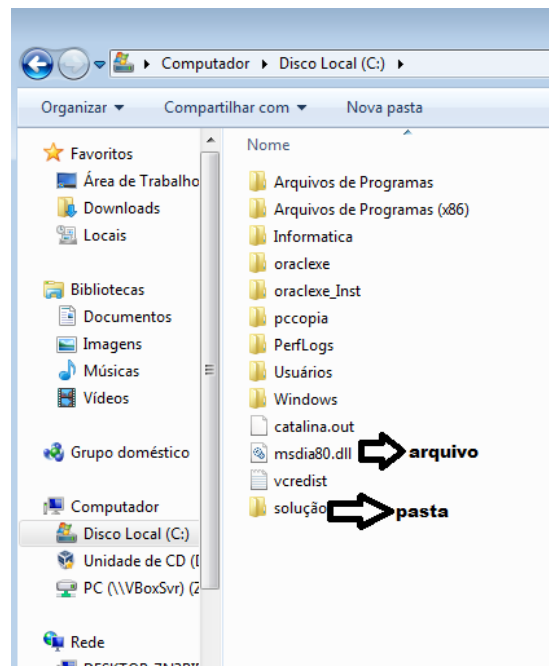 Computador Disco Local (C:)
Organizar Compartilhar com Nova pasta
Favoritos
Área de Trabalho
Downloads
Locais
Bibliotecas
Documentos
Imagens
Músicas
Vídeos
Grupo doméstico
Computador
Disco Local (C:)
Unidade de CD (
PC (\\VBoxSvr) (Z
Rede
Nome
Arquivos de Programas
Arquivos de Programas (x86)
Informatica
oraclexe
oraclexe_Inst
pccopia
PerfLogs
Usuários
Windows
catalina.out
msdia80.dll arquivo
vcredist
solução pasta